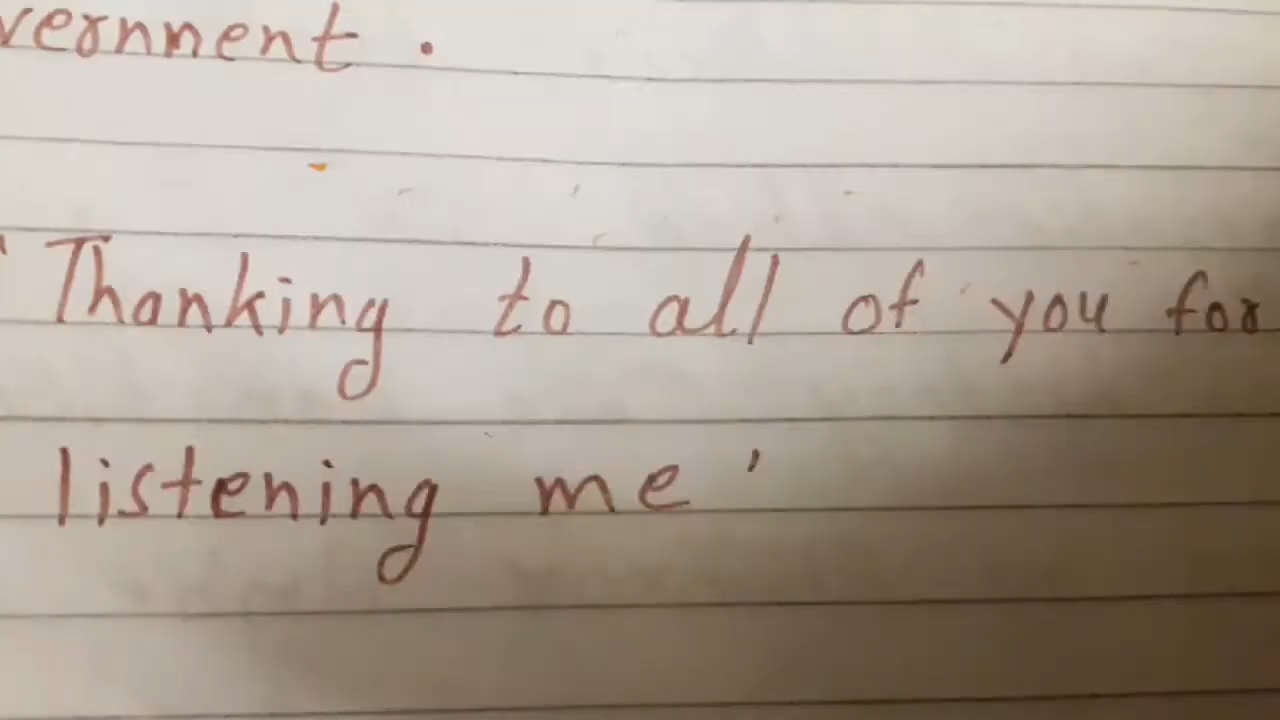 vernment .
'Thanking to all of you for
listening me'